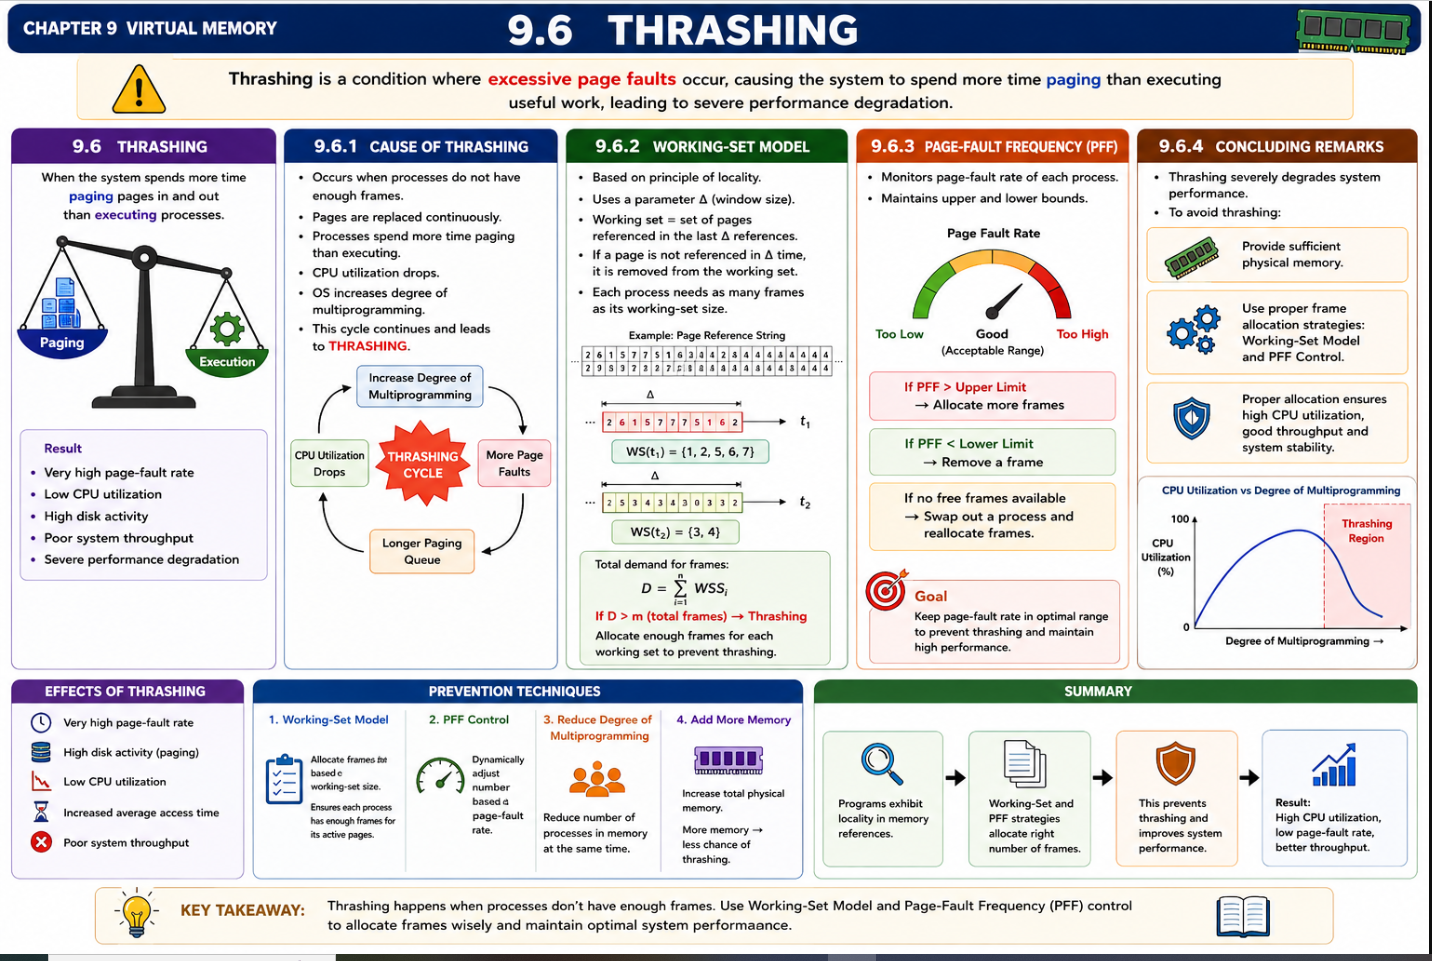 CHAPTER 9 VIRTUAL MEMORY
9.6 THRASHING
Thrashing is a condition where excessive page faults occur, causing the system to spend more time paging than executing
useful work, leading to severe performance degradation.
9.6 THRASHING
When the system spends more time
paging pages in and out
than executing processes.
Paging
Execution
Result
• Very high page-fault rate
• Low CPU utilization
• High disk activity
• Poor system throughput
• Severe performance degradation
9.6.1 CAUSE OF THRASHING
• Occurs when processes do not have
enough frames.
• Pages are replaced continuously.
• Processes spend more time paging
than executing.
• CPU utilization drops.
• OS increases degree of
multiprogramming.
• This cycle continues and leads
to THRASHING.
Increase Degree of
Multiprogramming
CPU Utilization
Drops
THRASHING
CYCLE
More Page
Faults
Longer Paging
Queue
9.6.2 WORKING-SET MODEL
• Based on principle of locality.
• Uses a parameter Δ (window size).
• Working set = set of pages
referenced in the last Δ references.
• If a page is not referenced in Δ time,
it is removed from the working set.
• Each process needs as many frames
as its working-set size.
Example: Page Reference String
Δ
... 2 6 1 5 7 7 7 5 1 6 2 t₁
WS(t₁) = {1, 2, 5, 6, 7}
Δ
... 2 5 3 4 3 4 3 0 3 3 2 t₂
WS(t₂) = {3, 4}
Total demand for frames:
D = Σ WSSᵢ
n
i=1
If D > m (total frames) → Thrashing
Allocate enough frames for each
working set to prevent thrashing.
9.6.3 PAGE-FAULT FREQUENCY (PFF)
• Monitors page-fault rate of each process.
• Maintains upper and lower bounds.
Page Fault Rate
Too Low Good Too High
(Acceptable Range)
If PFF > Upper Limit
→ Allocate more frames
If PFF < Lower Limit
→ Remove a frame
If no free frames available
→ Swap out a process and
reallocate frames.
Goal
Keep page-fault rate in optimal range
to prevent thrashing and maintain
high performance.
9.6.4 CONCLUDING REMARKS
• Thrashing severely degrades system
performance.
• To avoid thrashing:
Provide sufficient
physical memory.
Use proper frame
allocation strategies:
Working-Set Model
and PFF Control.
Proper allocation ensures
high CPU utilization,
good throughput and
system stability.
CPU Utilization vs Degree of Multiprogramming
100
CPU
Utilization
(%)
0
Thrashing
Region
Degree of Multiprogramming →
EFFECTS OF THRASHING
Very high page-fault rate
High disk activity (paging)
Low CPU utilization
Increased average access time
Poor system throughput
PREVENTION TECHNIQUES
1. Working-Set Model
Allocate frames
based
working-set size.
Ensures each process
has enough frames for
its active pages.
2. PFF Control
Dynamically
adjust
number
based
page-fault
rate.
3. Reduce Degree of
Multiprogramming
Reduce number of
processes in memory
at the same time.
4. Add More Memory
Increase total physical
memory.
More memory →
less chance of
thrashing.
SUMMARY
Programs exhibit
locality in memory
references.
Working-Set and
PFF strategies
allocate right
number of frames.
This prevents
thrashing and
improves system
performance.
Result:
High CPU utilization,
low page-fault rate,
better throughput.
KEY TAKEAWAY:
Thrashing happens when processes don't have enough frames. Use Working-Set Model and Page-Fault Frequency (PFF) control
to allocate frames wisely and maintain optimal system performance.